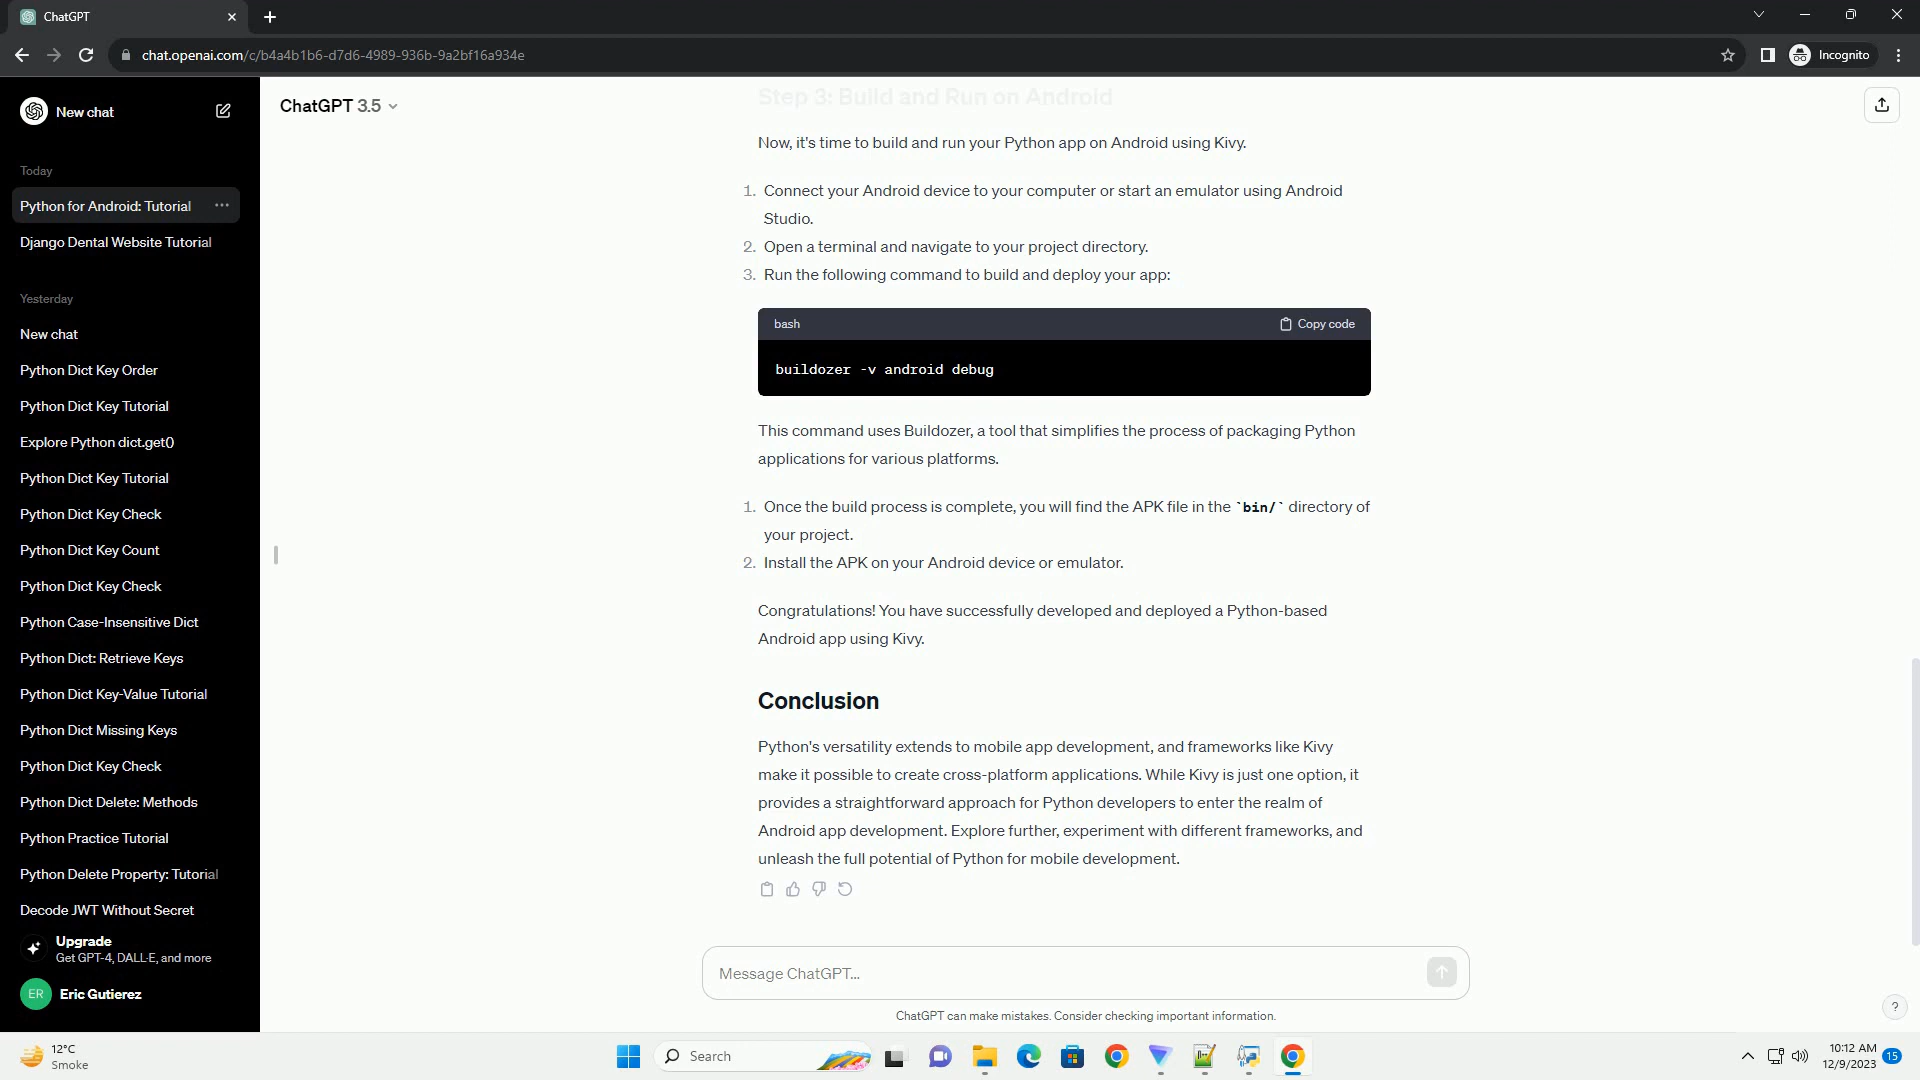 ChatGPT
chat.openai.com/c/b4a4b1b6-d7d6-4989-936b-9a2bf16a934e
Incognito
New chat
Today
Python for Android: Tutorial
Django Dental Website Tutorial
Yesterday
New chat
Python Dict Key Order
Python Dict Key Tutorial
Explore Python dict.get()
Python Dict Key Tutorial
Python Dict Key Check
Python Dict Key Count
Python Dict Key Check
Python Case-Insensitive Dict
Python Dict: Retrieve Keys
Python Dict Key-Value Tutorial
Python Dict Missing Keys
Python Dict Key Check
Python Dict Delete: Methods
Python Practice Tutorial
Python Delete Property: Tutorial
Decode JWT Without Secret
Upgrade
Get GPT-4, DALL·E, and more
ER
Eric Gutierez
ChatGPT 3.5
Step 3: Build and Run on Android
Now, it's time to build and run your Python app on Android using Kivy.
1. Connect your Android device to your computer or start an emulator using Android
Studio.
2. Open a terminal and navigate to your project directory.
3. Run the following command to build and deploy your app:
bash
Copy code
buildozer -v android debug
This command uses Buildozer, a tool that simplifies the process of packaging Python
applications for various platforms.
1. Once the build process is complete, you will find the APK file in the `bin/` directory of
your project.
2. Install the APK on your Android device or emulator.
Congratulations! You have successfully developed and deployed a Python-based
Android app using Kivy.
Conclusion
Python's versatility extends to mobile app development, and frameworks like Kivy
make it possible to create cross-platform applications. While Kivy is just one option, it
provides a straightforward approach for Python developers to enter the realm of
Android app development. Explore further, experiment with different frameworks, and
unleash the full potential of Python for mobile development.
Message ChatGPT...
ChatGPT can make mistakes. Consider checking important information.
?
12°C
Smoke
Search
10:12 AM
12/9/2023
15